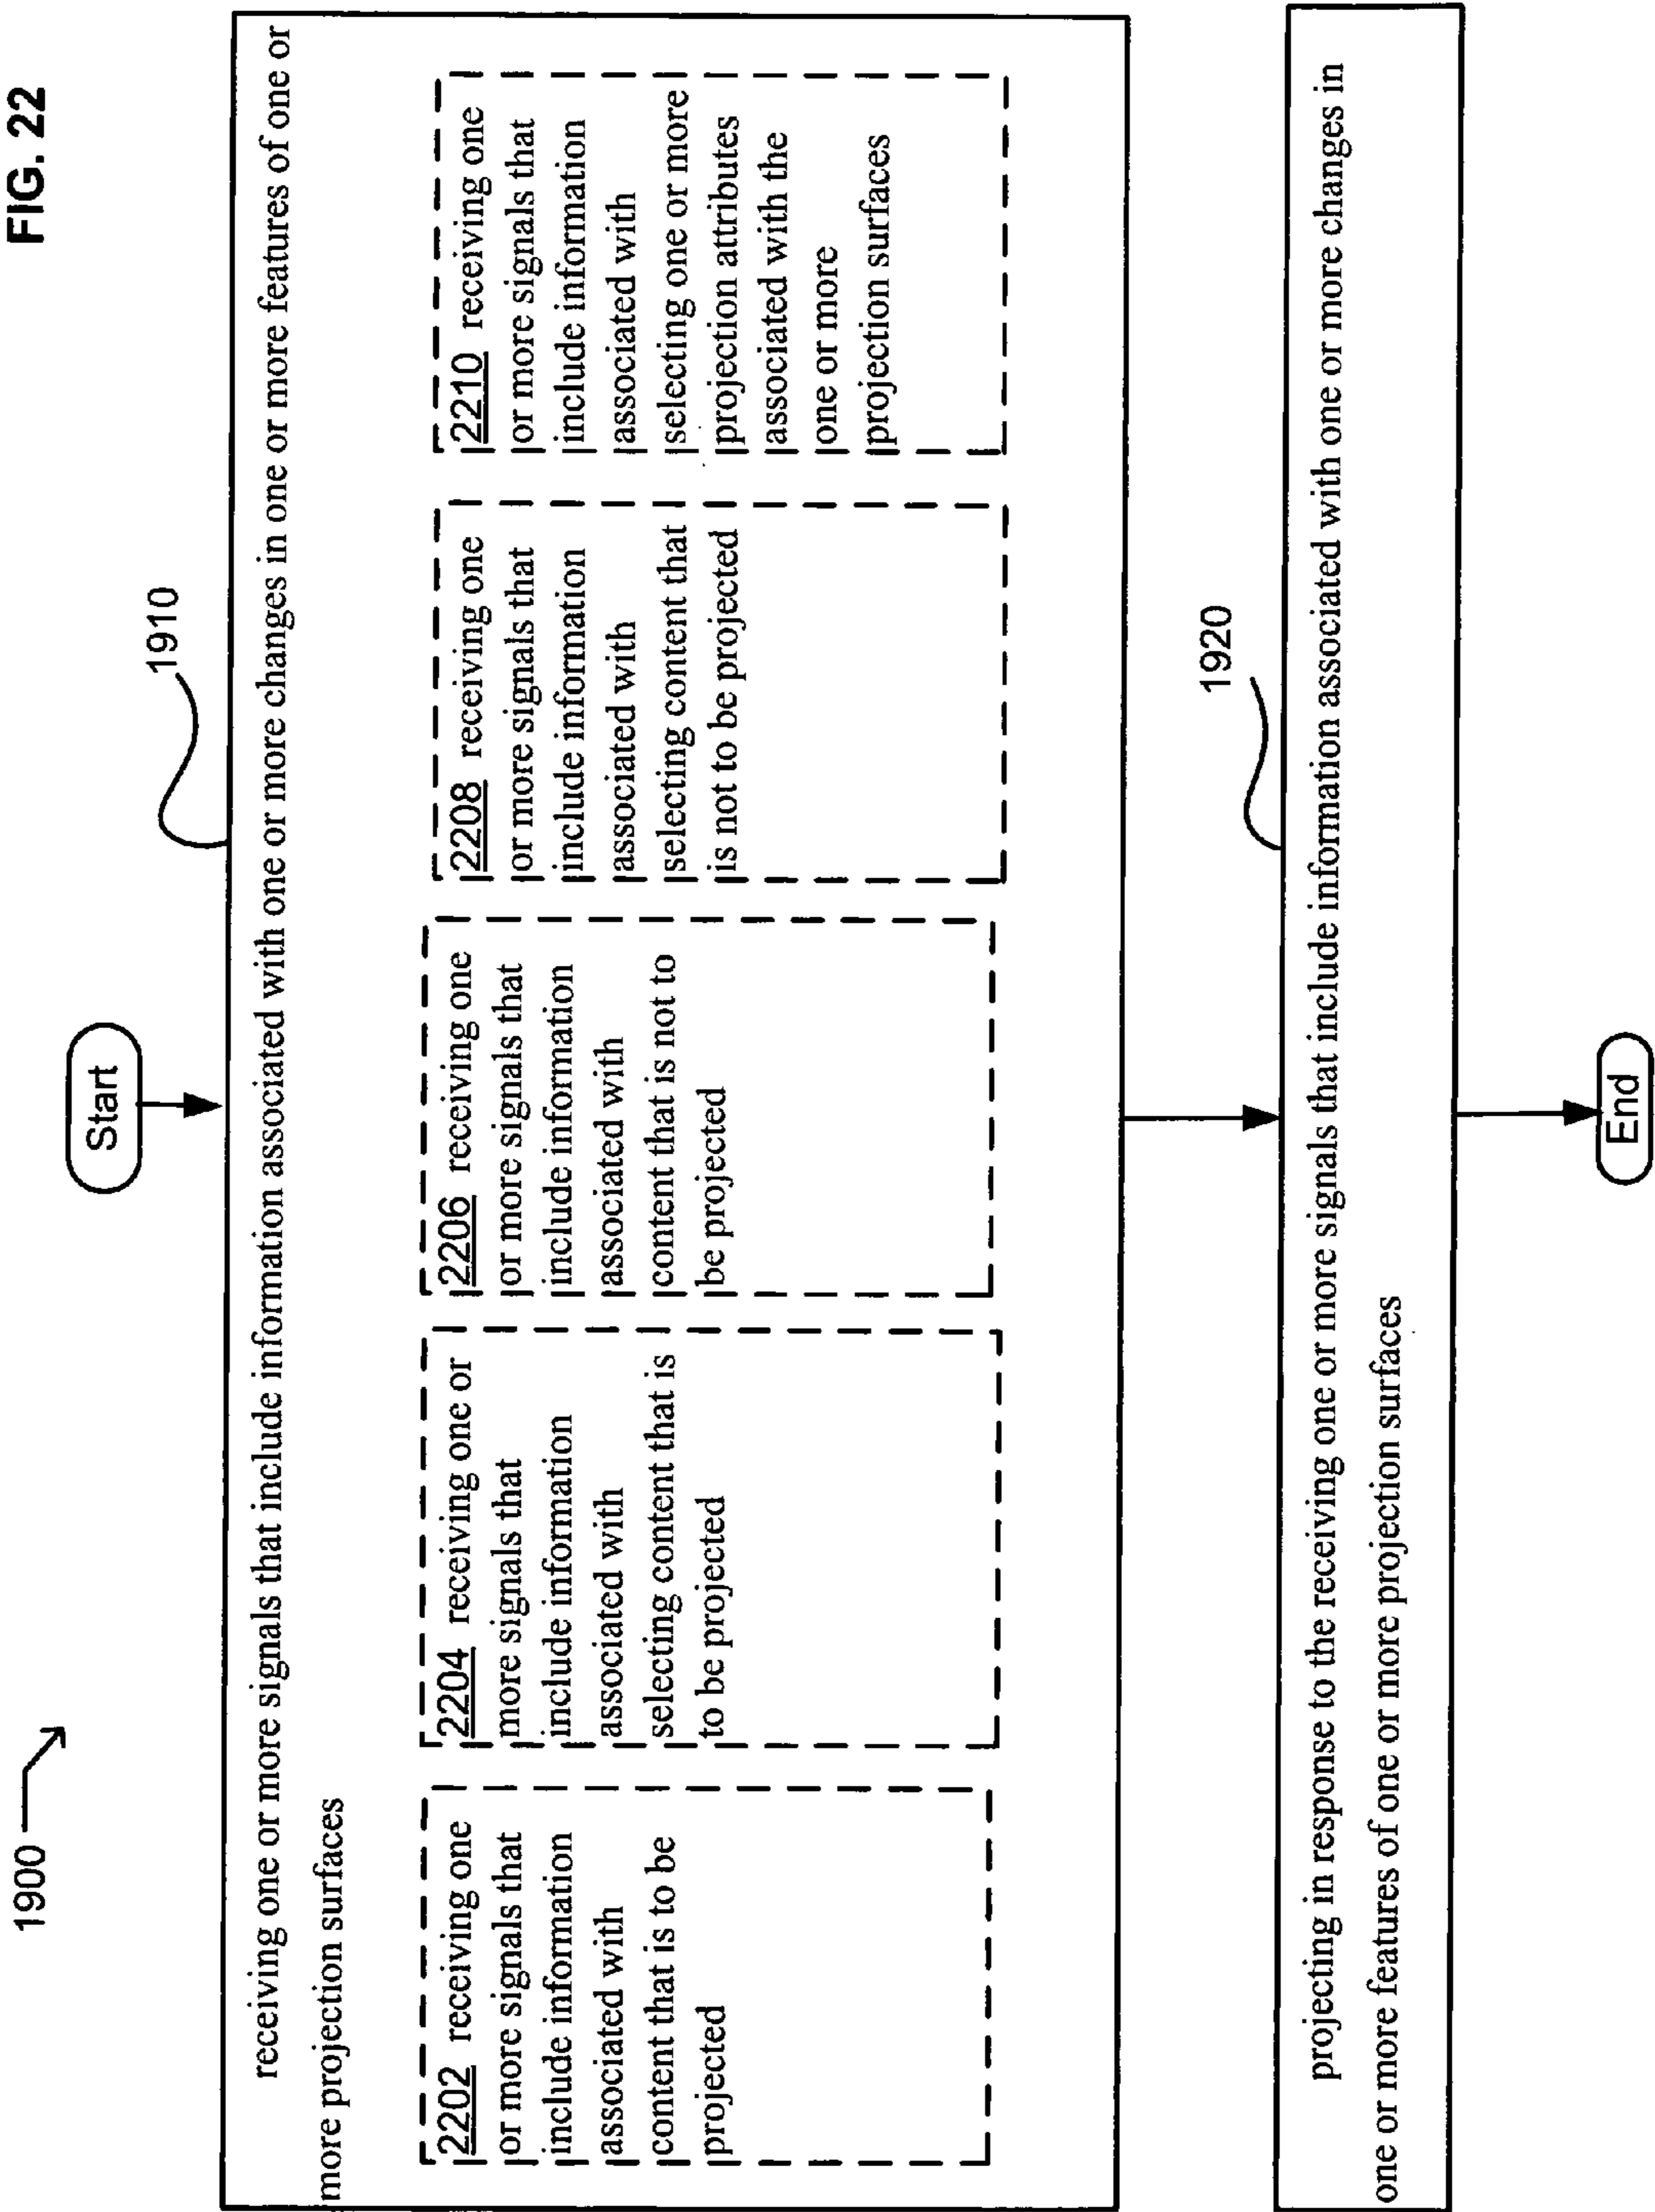 FIG. 22
1900
Start
1910
receiving one or more signals that include information associated with one or more changes in one or more features of one or
more projection surfaces
2202 receiving one
or more signals that
include information
associated with
content that is to be
projected
2204 receiving one or
more signals that
include information
associated with
selecting content that is
to be projected
2206 receiving one
or more signals that
include information
associated with
content that is not to
be projected
2208 receiving one
or more signals that
include information
associated with
selecting content that
is not to be projected
2210 receiving one
or more signals that
include information
associated with
selecting one or more
projection attributes
associated with the
one or more
projection surfaces
1920
projecting in response to the receiving one or more signals that include information associated with one or more changes in
one or more features of one or more projection surfaces
End